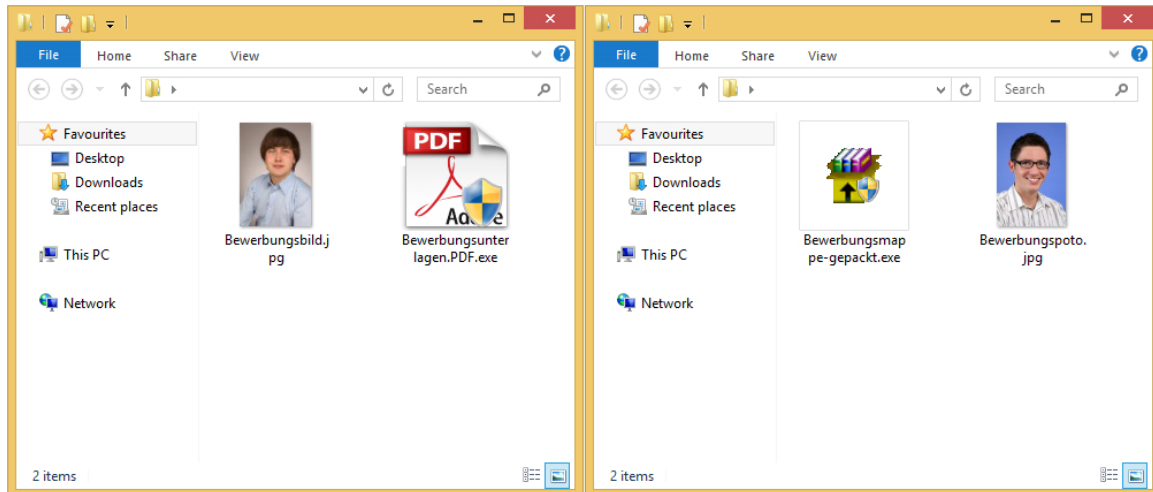 File Home Share View
Search
Favourites
Desktop
Downloads
Recent places
This PC
Network
PDF
Bewerbungsbild.j
pg
Bewerbungsunter
lagen.PDF.exe
2 items
File Home Share View
Search
Favourites
Desktop
Downloads
Recent places
This PC
Network
Bewerbungsmap
pe-gepackt.exe
Bewerbungspoto.
jpg
2 items